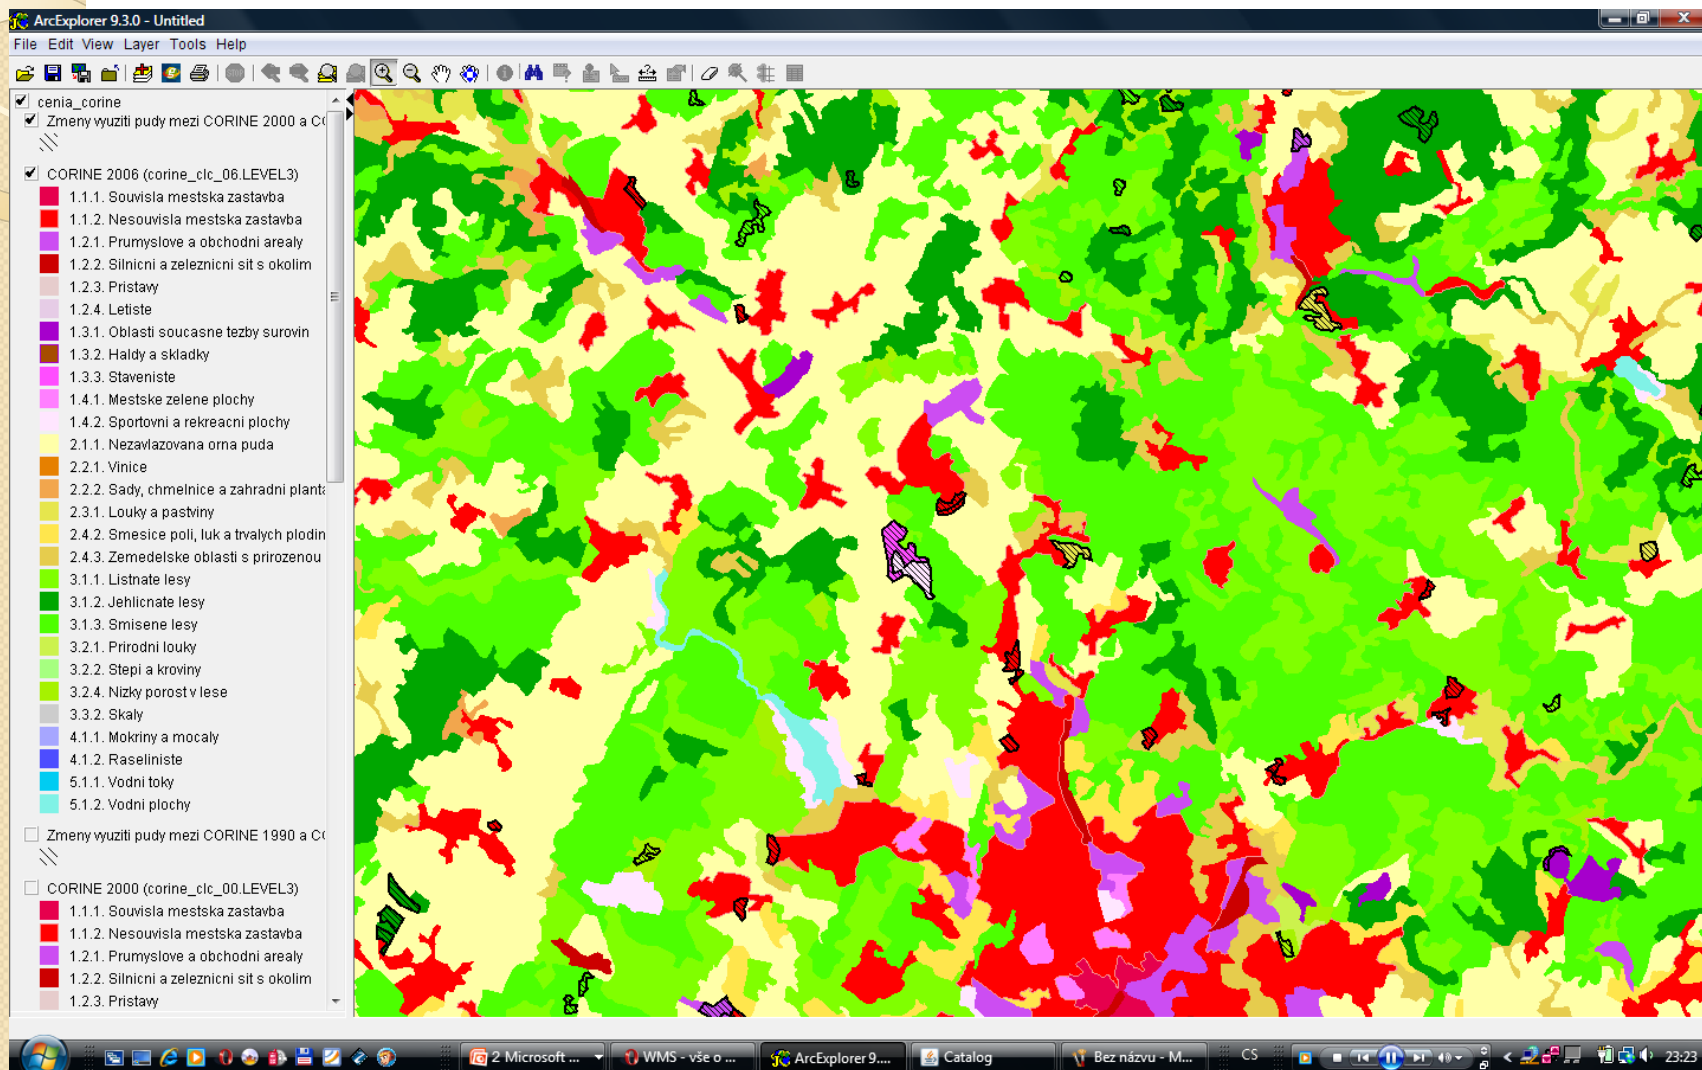 ArcExplorer 9.3.0 - Untitled
File Edit View Layer Tools Help
cenia_corine
Zmeny vyuziti pudy mezi CORINE 2000 a CO
CORINE 2006 (corine_clc_06.LEVEL3)
1.1.1. Souvisla mestska zastavba
1.1.2. Nesouvisla mestska zastavba
1.2.1. Prumyslove a obchodni arealy
1.2.2. Silnicni a zeleznicni sit s okolim
1.2.3. Pristavy
1.2.4. Letiste
1.3.1. Oblasti soucasne tezby surovin
1.3.2. Haldy a skladky
1.3.3. Staveniste
1.4.1. Mestske zelene plochy
1.4.2. Sportovni a rekreacni plochy
2.1.1. Nezavlazovana orna puda
2.2.1. Vinice
2.2.2. Sady, chmelnice a zahradni planta
2.3.1. Louky a pastviny
2.4.2. Smesice poli, luk a trvalych plodin
2.4.3. Zemedelske oblasti s prirozenou
3.1.1. Listnate lesy
3.1.2. Jehlicnate lesy
3.1.3. Smisene lesy
3.2.1. Prirodni louky
3.2.2. Stepi a kroviny
3.2.4. Nizky porost v lese
3.3.2. Skaly
4.1.1. Mokriny a mocaly
4.1.2. Raseliniste
5.1.1. Vodni toky
5.1.2. Vodni plochy
Zmeny vyuziti pudy mezi CORINE 1990 a CO
CORINE 2000 (corine_clc_00.LEVEL3)
1.1.1. Souvisla mestska zastavba
1.1.2. Nesouvisla mestska zastavba
1.2.1. Prumyslove a obchodni arealy
1.2.2. Silnicni a zeleznicni sit s okolim
1.2.3. Pristavy
2 Microsoft ... WMS - vše o ... ArcExplorer 9.... Catalog Bez názvu - M... CS 23:23